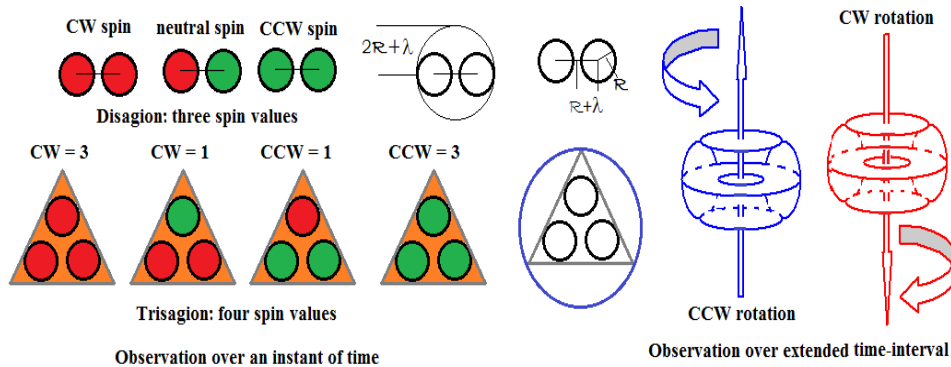 CW spin
neutral spin
CCW spin
2R+λ
R
R+λ
Disagion: three spin values
CW = 3
CW = 1
CCW = 1
CCW = 3
Trisagion: four spin values
Observation over an instant of time
CW rotation
CCW rotation
Observation over extended time-interval